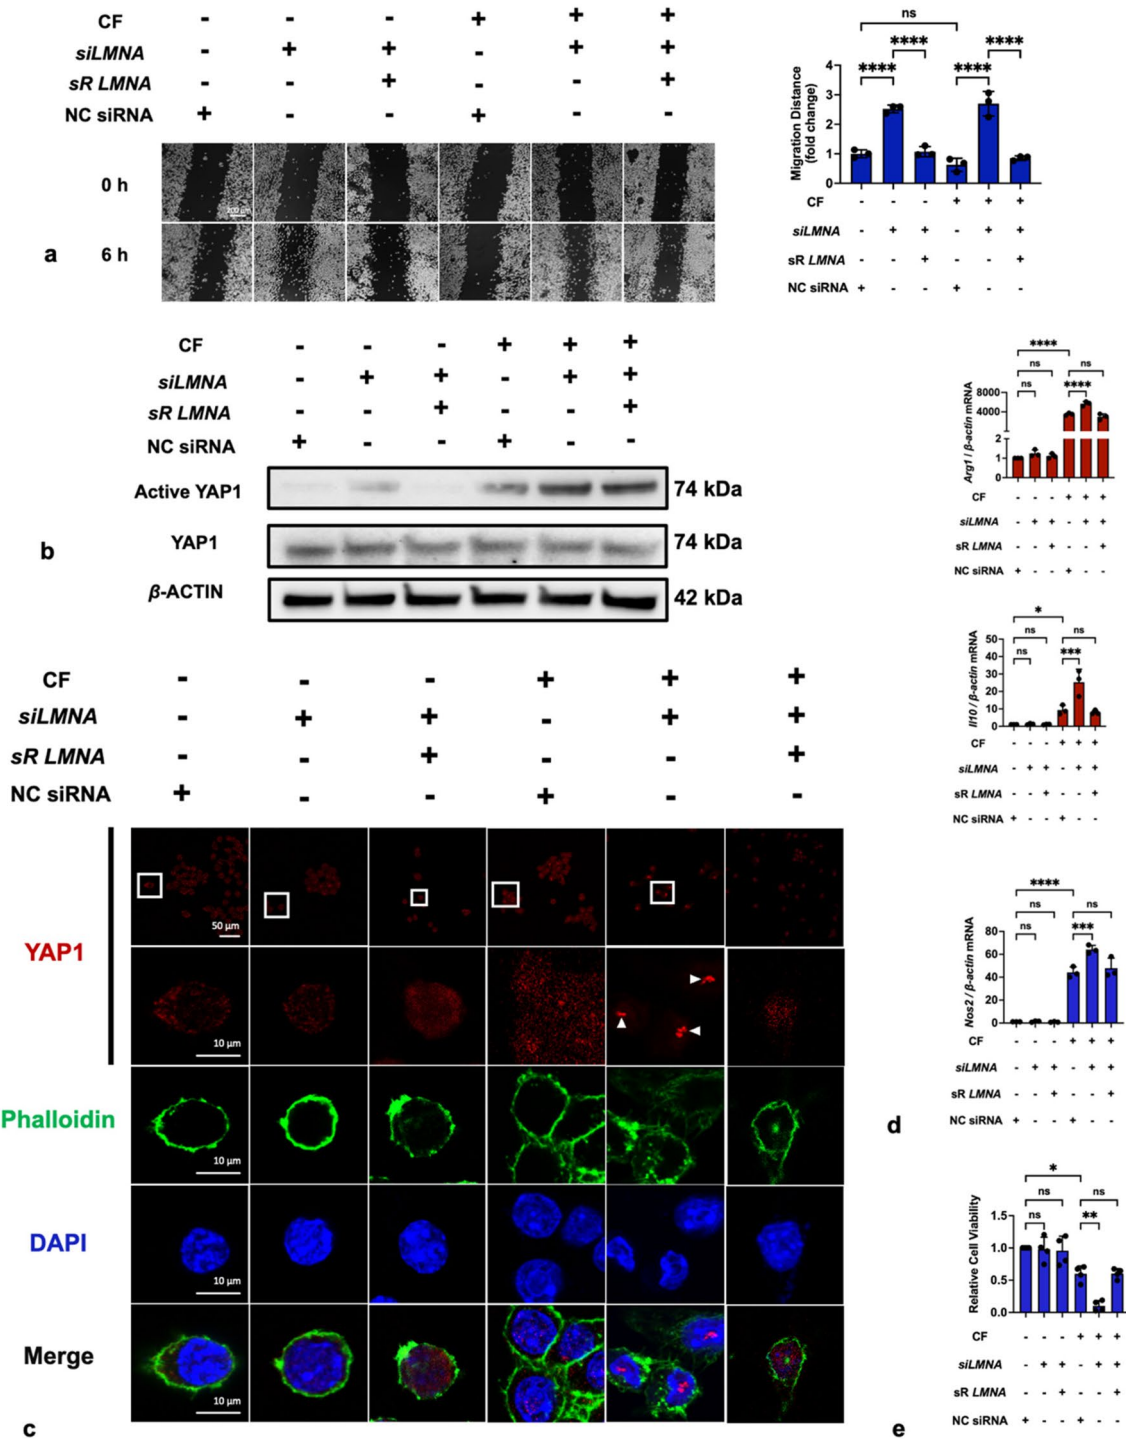 CF - - - + + +
siLMNA - + + - + +
sR LMNA - - + - - +
NC siRNA + - - + - -
0 h
200 µm
6 h
a
ns
**** ****
**** ****
Migration Distance
(fold change)
4
3
2
1
0
CF - - - + + +
siLMNA - + + - + +
sR LMNA - - + - - +
NC siRNA + - - + - -
CF - - - + + +
siLMNA - + + - + +
sR LMNA - - + - - +
NC siRNA + - - + - -
Active YAP1 74 kDa
YAP1 74 kDa
β-ACTIN 42 kDa
b
CF - - - + + +
siLMNA - + + - + +
sR LMNA - - + - - +
NC siRNA + - - + - -
YAP1
50 µm
10 µm
Phalloidin
10 µm
DAPI
10 µm
Merge
10 µm
c
****
ns ns
ns ****
Arg1 / β-actin mRNA
8000
4000
2
1
0
CF - - - + + +
siLMNA - + + - + +
sR LMNA - - + - - +
NC siRNA + - - + - -
*
ns ns
ns ***
Il10 / β-actin mRNA
50
40
30
20
10
0
CF - - - + + +
siLMNA - + + - + +
sR LMNA - - + - - +
NC siRNA + - - + - -
****
ns ns
ns ***
Nos2 / β-actin mRNA
80
60
40
20
0
CF - - - + + +
siLMNA - + + - + +
sR LMNA - - + - - +
NC siRNA + - - + - -
d
*
ns ns
ns **
Relative Cell Viability
1.5
1.0
0.5
0.0
CF - - - + + +
siLMNA - + + - + +
sR LMNA - - + - - +
NC siRNA + - - + - -
e